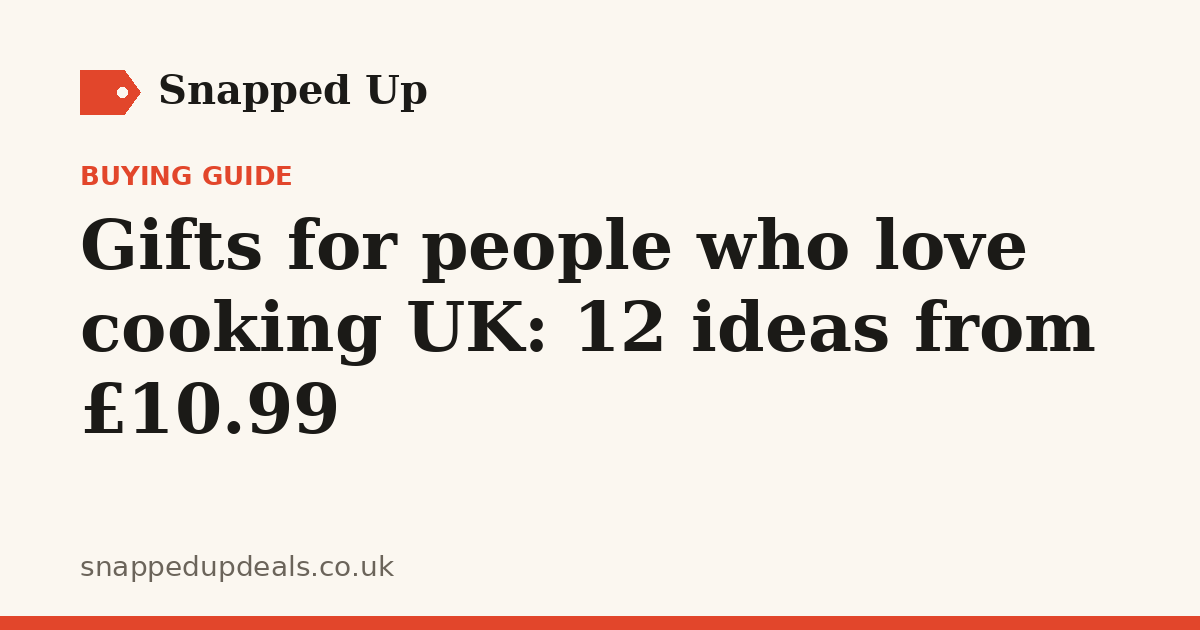 Snapped Up
BUYING GUIDE
Gifts for people who love
cooking UK: 12 ideas from
£10.99
snappedupdeals.co.uk